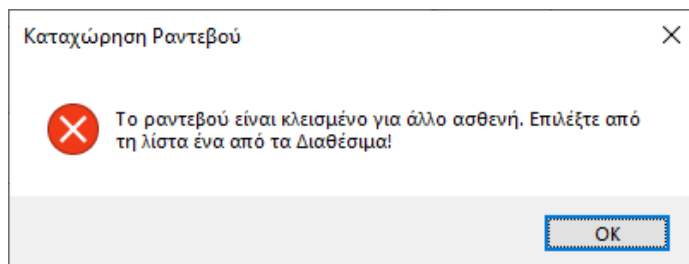 Καταχώρηση Ραντεβού
Το ραντεβού είναι κλεισμένο για άλλο ασθενή. Επιλέξτε από
τη λίστα ένα από τα Διαθέσιμα!
OK